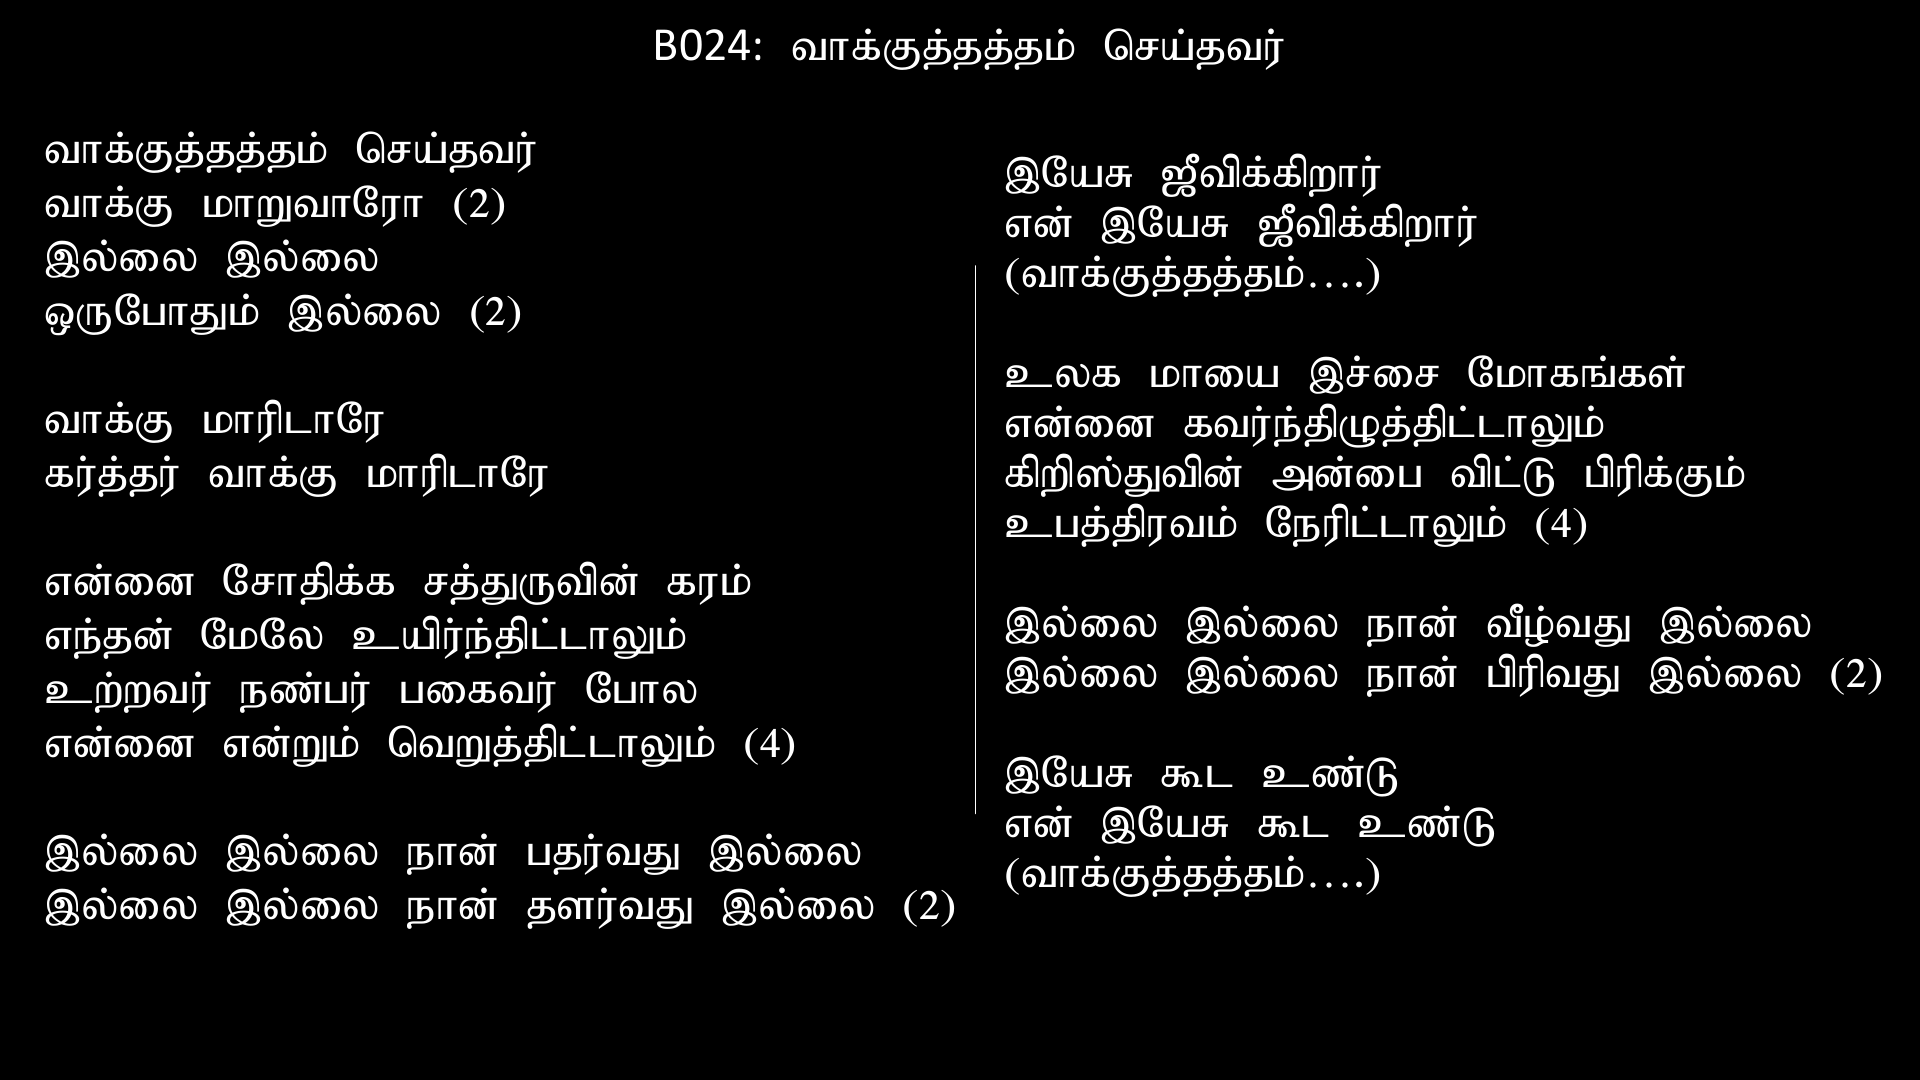 B024: வாக்குத்தத்தம் செய்தவர்
வாக்குத்தத்தம் செய்தவர்
வாக்கு மாறுவாரோ (2)
இல்லை இல்லை
ஒருபோதும் இல்லை (2)
வாக்கு மாரிடாரே
கர்த்தர் வாக்கு மாரிடாரே
என்னை சோதிக்க சத்துருவின் கரம்
எந்தன் மேலே உயிர்ந்திட்டாலும்
உற்றவர் நண்பர் பகைவர் போல
என்னை என்றும் வெறுத்திட்டாலும் (4)
இல்லை இல்லை நான் பதர்வது இல்லை
இல்லை இல்லை நான் தளர்வது இல்லை (2)
இயேசு ஜீவிக்கிறார்
என் இயேசு ஜீவிக்கிறார்
(வாக்குத்தத்தம்....)
உலக மாயை இச்சை மோகங்கள்
என்னை கவர்ந்திழுத்திட்டாலும்
கிறிஸ்துவின் அன்பை விட்டு பிரிக்கும்
உபத்திரவம் நேரிட்டாலும் (4)
இல்லை இல்லை நான் வீழ்வது இல்லை
இல்லை இல்லை நான் பிரிவது இல்லை (2)
இயேசு கூட உண்டு
என் இயேசு கூட உண்டு
(வாக்குத்தத்தம்....)